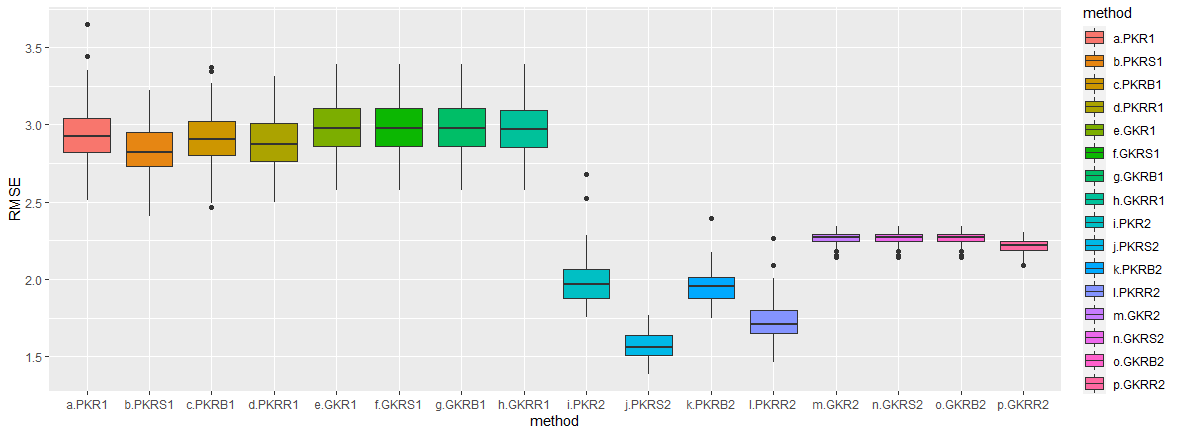 RMSE
3.5
3.0
2.5
2.0
1.5
a.PKR1 b.PKRS1 c.PKRB1 d.PKRR1 e.GKR1 f.GKRS1 g.GKRB1 h.GKRR1 i.PKR2 j.PKRS2 k.PKRB2 l.PKRR2 m.GKR2 n.GKRS2 o.GKRB2 p.GKRR2
method
method
a.PKR1
b.PKRS1
c.PKRB1
d.PKRR1
e.GKR1
f.GKRS1
g.GKRB1
h.GKRR1
i.PKR2
j.PKRS2
k.PKRB2
l.PKRR2
m.GKR2
n.GKRS2
o.GKRB2
p.GKRR2